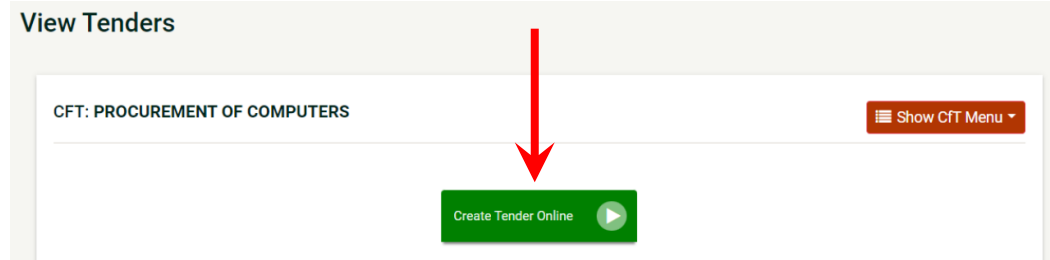 View Tenders
CFT: PROCUREMENT OF COMPUTERS
Show CfT Menu
Create Tender Online